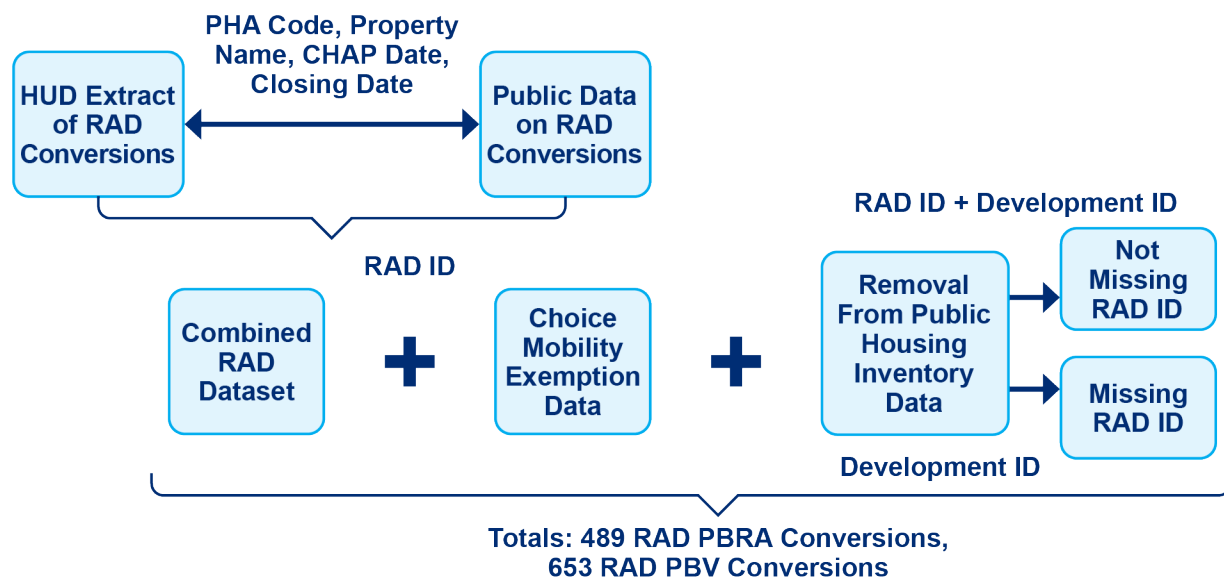 PHA Code, Property
Name, CHAP Date,
Closing Date
HUD Extract
of RAD
Conversions
Public Data
on RAD
Conversions
RAD ID
Combined
RAD
Dataset
Choice
Mobility
Exemption
Data
Removal
From Public
Housing
Inventory
Data
RAD ID + Development ID
Not
Missing
RAD ID
Missing
RAD ID
Development ID
Totals: 489 RAD PBRA Conversions,
653 RAD PBV Conversions